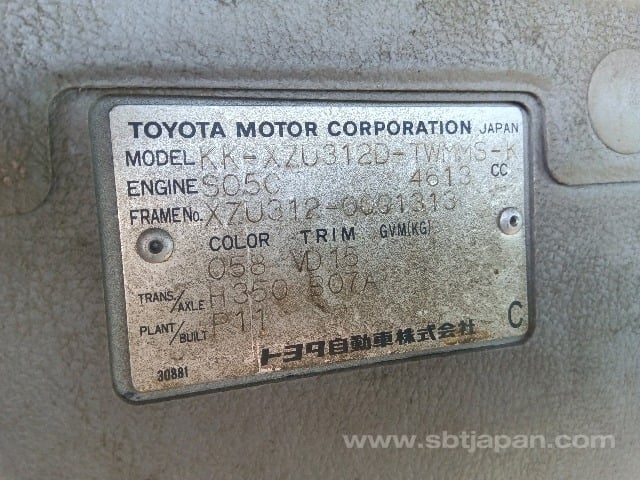 TOYOTA MOTOR CORPORATION JAPAN
MODEL KK-XZU312D-TWMMS-K
ENGINE S05C 4613 CC
FRAME No. XZU312-0001313
COLOR TRIM GVM(KG)
058 VD15
TRANS/AXLE H350 B07A
PLANT/BUILT P11
トヨタ自動車株式会社 C
30881
www.sbtjapan.com